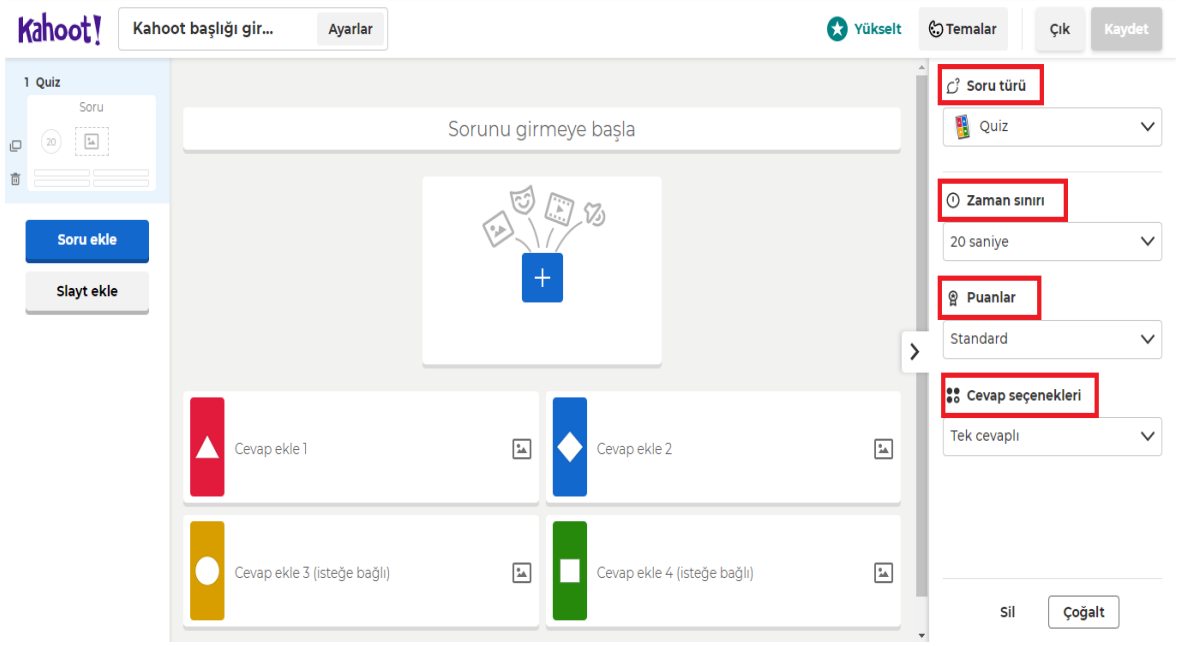 Kahoot!
Kahoot başlığı gir...
Ayarlar
Yükselt
Temalar
Çık
Kaydet
1 Quiz
Soru
20
Soru ekle
Slayt ekle
Sorunu girmeye başla
Cevap ekle 1
Cevap ekle 2
Cevap ekle 3 (isteğe bağlı)
Cevap ekle 4 (isteğe bağlı)
Soru türü
Quiz
Zaman sınırı
20 saniye
Puanlar
Standard
Cevap seçenekleri
Tek cevaplı
Sil
Çoğalt